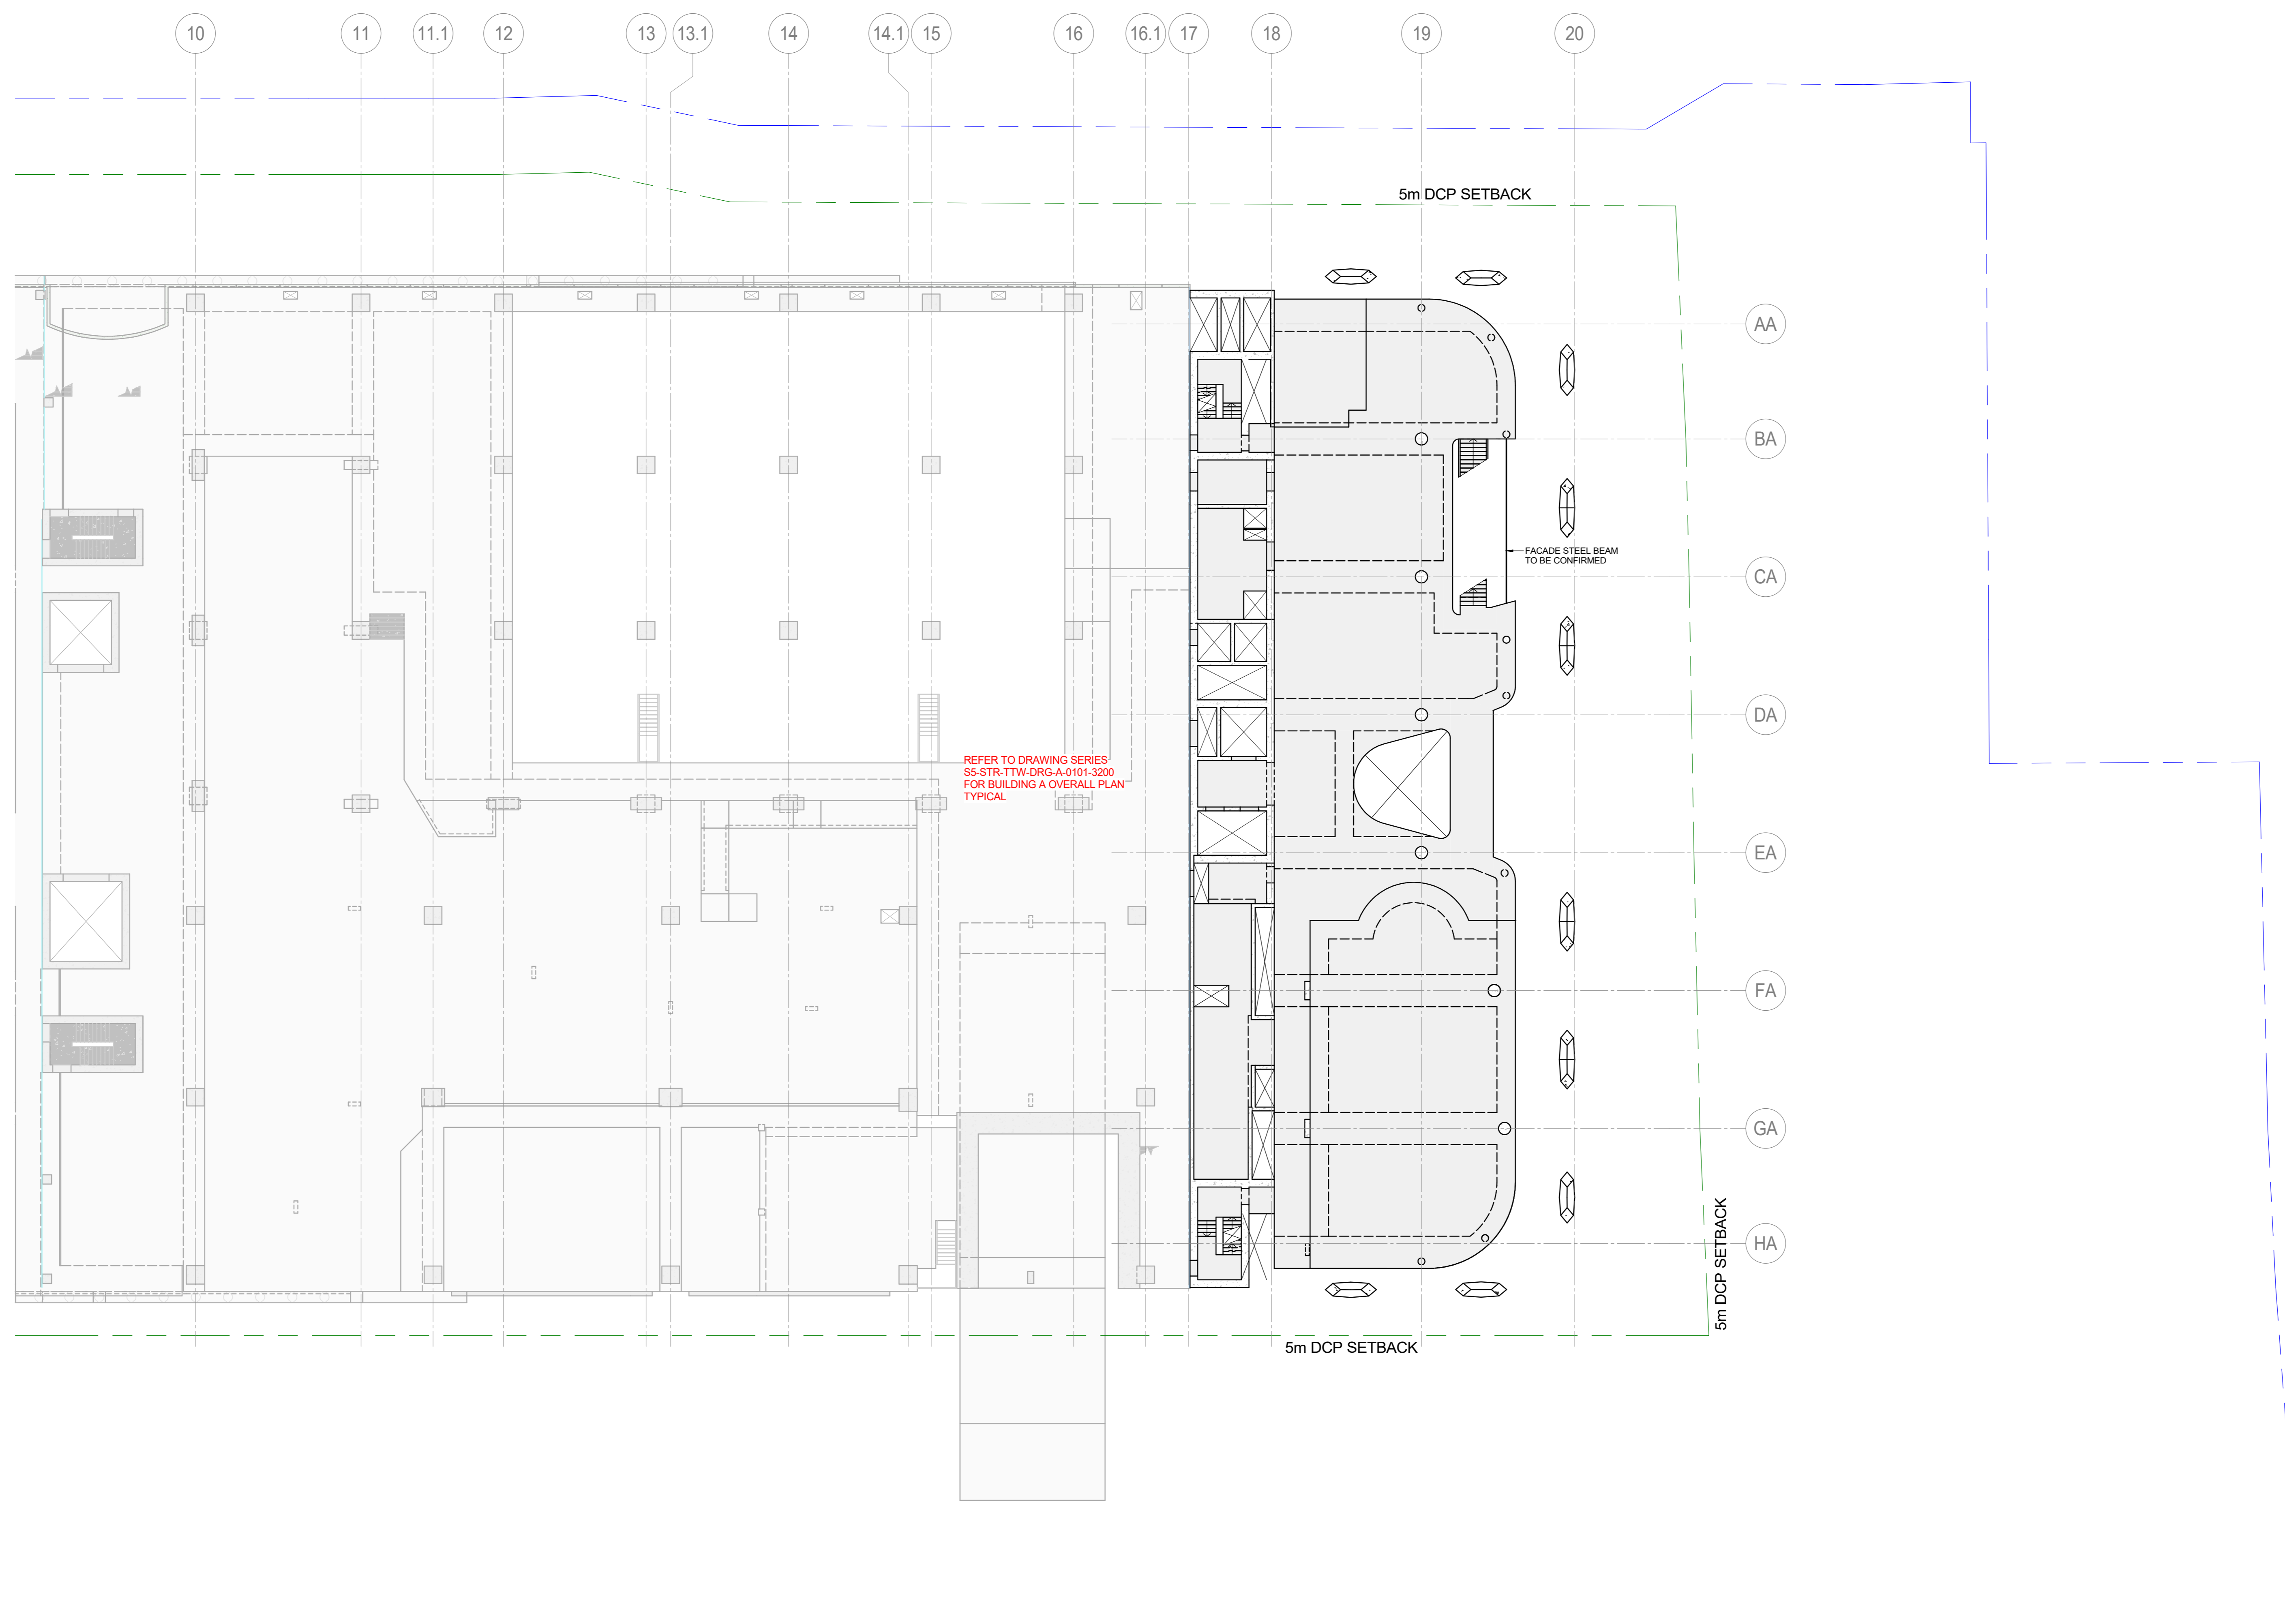 10
11
11.1
12
13
13.1
14
14.1
15
16
16.1
17
18
19
20
5m DCP SETBACK
AA
BA
FACADE STEEL BEAM
TO BE CONFIRMED
CA
DA
REFER TO DRAWING SERIES
S5-STR-TTW-DRG-A-0101-3200
FOR BUILDING A OVERALL PLAN
TYPICAL
EA
FA
GA
HA
5m DCP SETBACK
5m DCP SETBACK